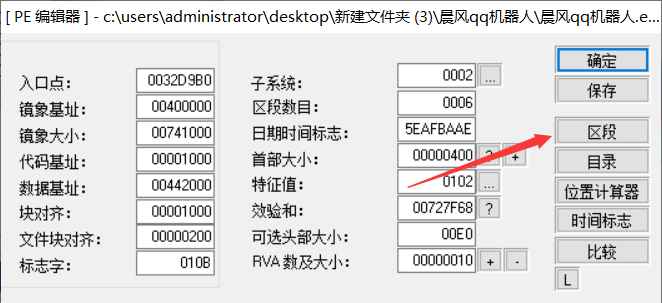 [ PE 编辑器 ] - c:\users\administrator\desktop\新建文件夹 (3)\晨风qq机器人\晨风qq机器人.e...
入口点: 0032D9B0
镜象基址: 00400000
镜象大小: 00741000
代码基址: 00001000
数据基址: 00442000
块对齐: 00001000
文件块对齐: 00000200
标志字: 010B
子系统: 0002 ...
区段数目: 0006
日期时间标志: 5EAFBAAE
首部大小: 00000400 ? +
特征值: 0102 ...
效验和: 00727F68 ?
可选头部大小: 00E0
RVA 数及大小: 00000010 + -
确定
保存
区段
目录
位置计算器
时间标志
比较
L